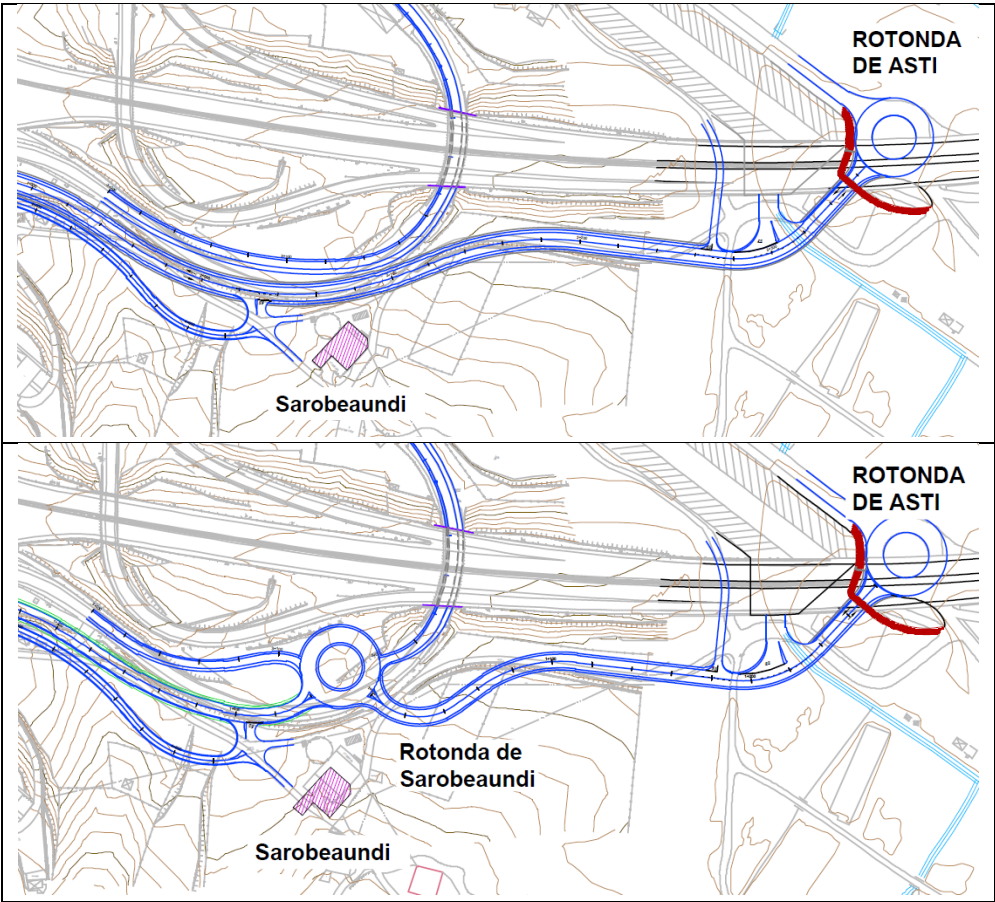 ROTONDA
DE ASTI
Sarobeaundi
ROTONDA
DE ASTI
Rotonda de
Sarobeaundi
Sarobeaundi